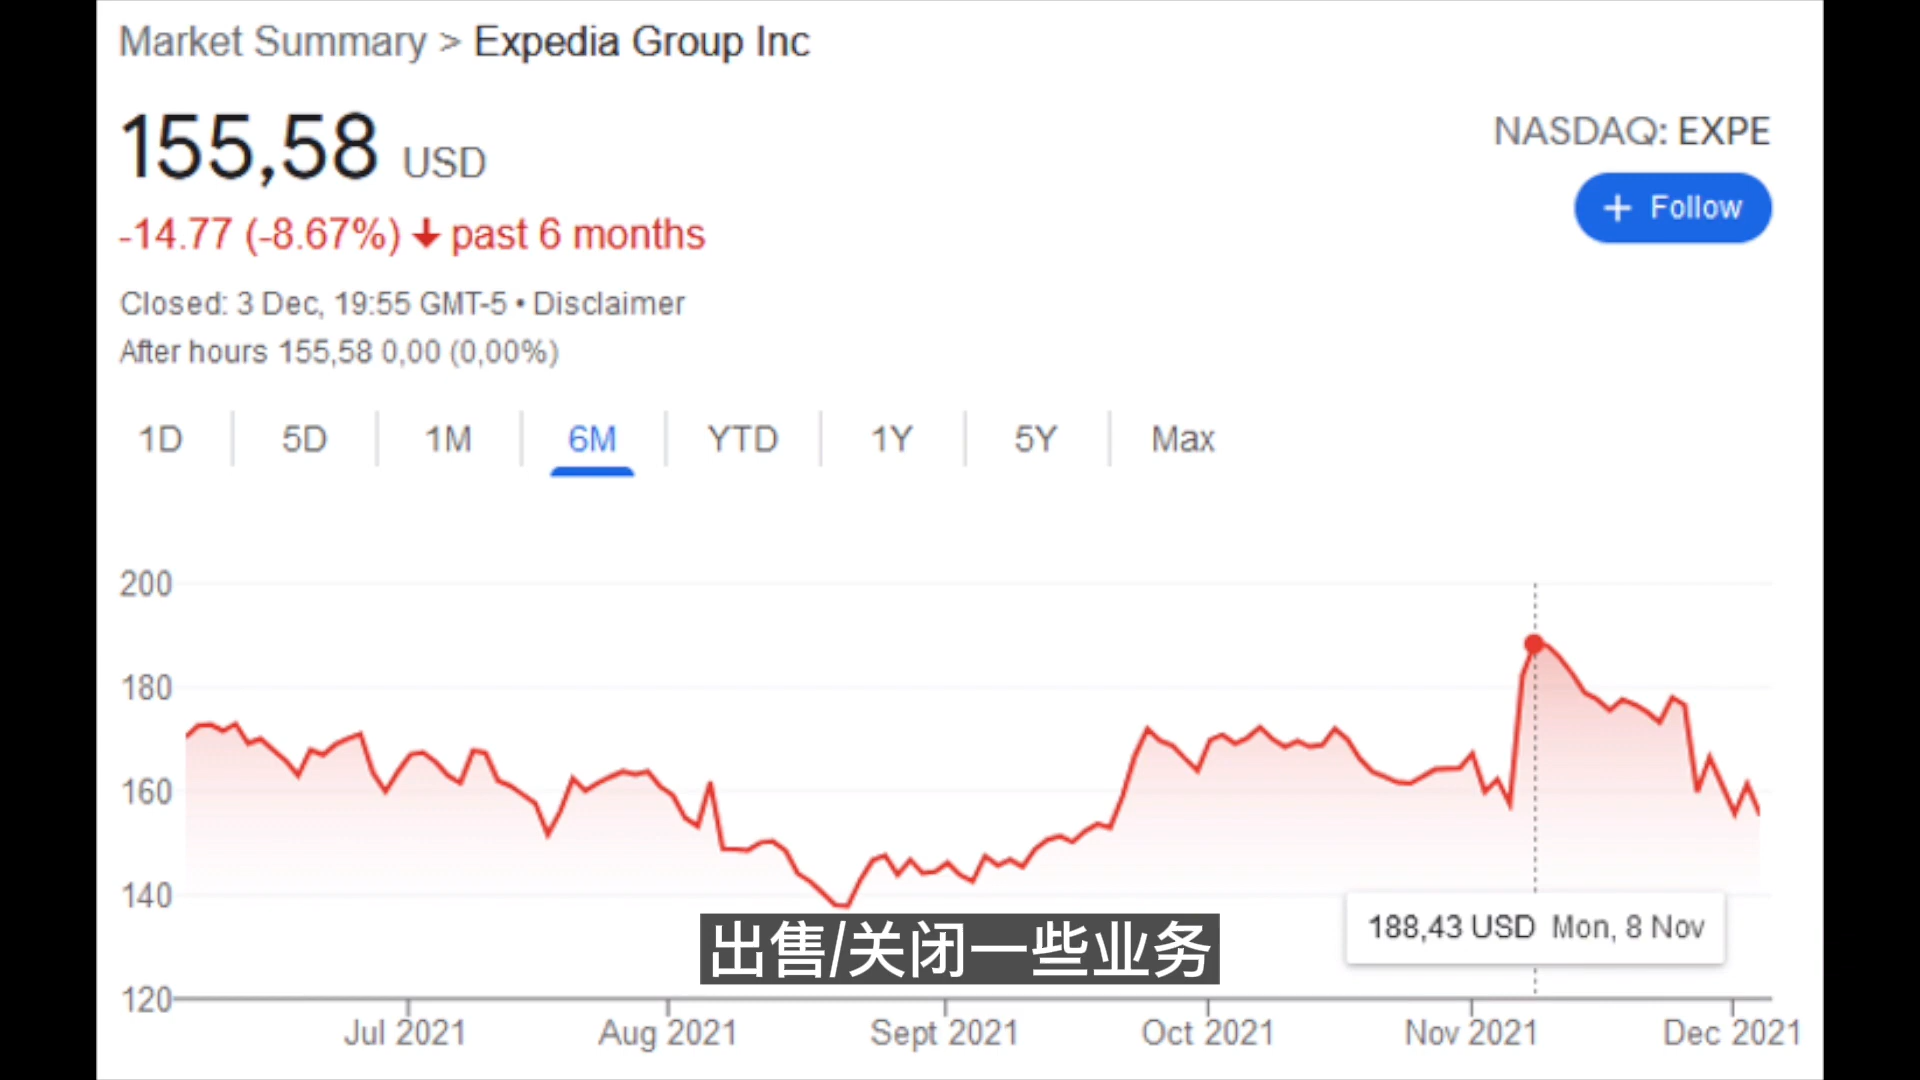 Market Summary > Expedia Group Inc
155,58 USD
NASDAQ: EXPE
+ Follow
-14.77 (-8.67%) ↓ past 6 months
Closed: 3 Dec, 19:55 GMT-5 • Disclaimer
After hours 155,58 0,00 (0,00%)
1D 5D 1M 6M YTD 1Y 5Y Max
200
180
160
140
120
188,43 USD Mon, 8 Nov
出售/关闭一些业务
Jul 2021 Aug 2021 Sept 2021 Oct 2021 Nov 2021 Dec 2021